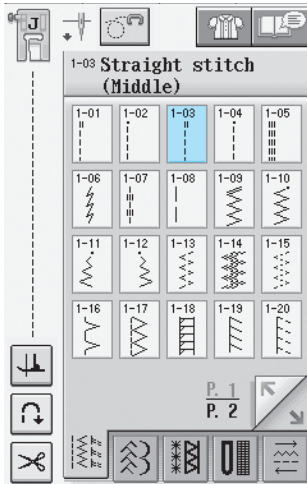 J
1-03 Straight stitch
(Middle)
1-01 1-02 1-03 1-04 1-05
1-06 1-07 1-08 1-09 1-10
1-11 1-12 1-13 1-14 1-15
1-16 1-17 1-18 1-19 1-20
P. 1
P. 2